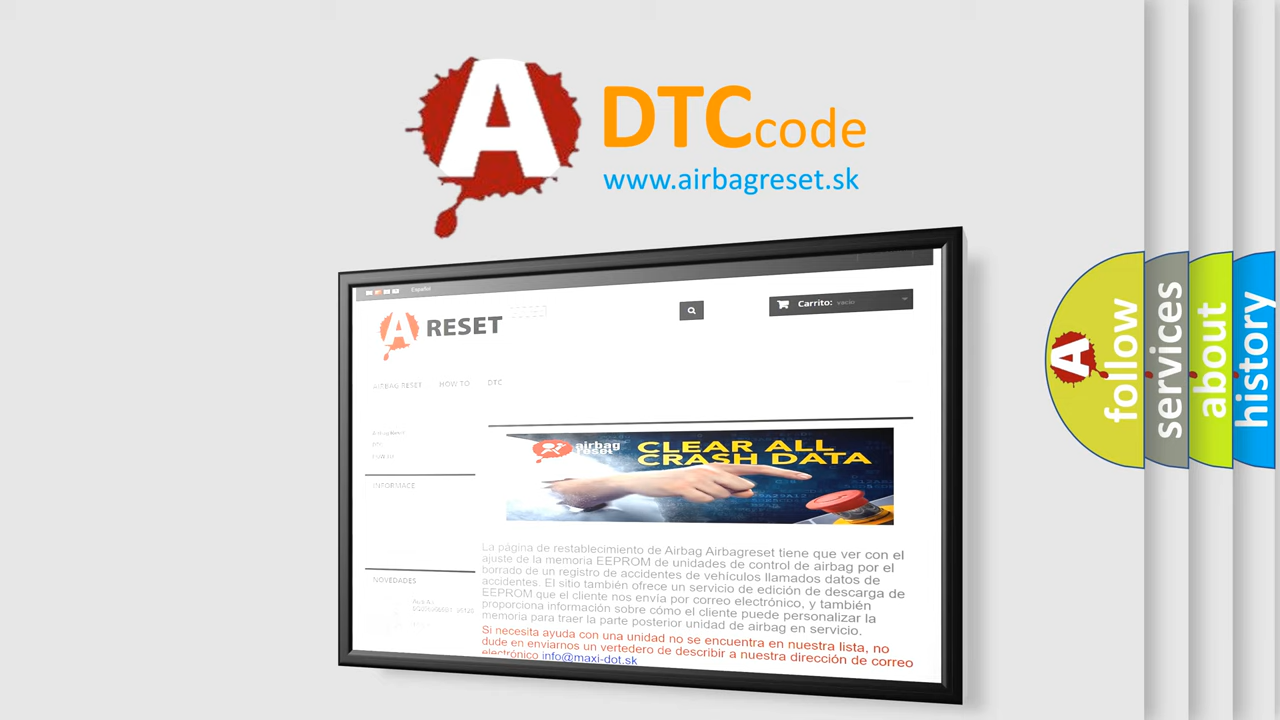 A DTCcode
www.airbagreset.sk
Español
A RESET
Carrito: vacío
AIRBAG RESET HOW TO DTC
INFORMACE
NOVEDADES
airbag
reset
CLEAR ALL
CRASH DATA
La página de restablecimiento de Airbag Airbagreset tiene que ver con el
ajuste de la memoria EEPROM de unidades de control de airbag por el
borrado de un registro de accidentes de vehículos llamados datos de
accidentes. El sitio también ofrece un servicio de edición de descarga de
EEPROM que el cliente nos envía por correo electrónico, y también
proporciona información sobre cómo el cliente puede personalizar la
memoria para traer la parte posterior unidad de airbag en servicio.
Si necesita ayuda con una unidad no se encuentra en nuestra lista, no
dude en enviarnos un vertedero de describir a nuestra dirección de correo
electrónico info@maxi-dot.sk
A
follow
services
about
history